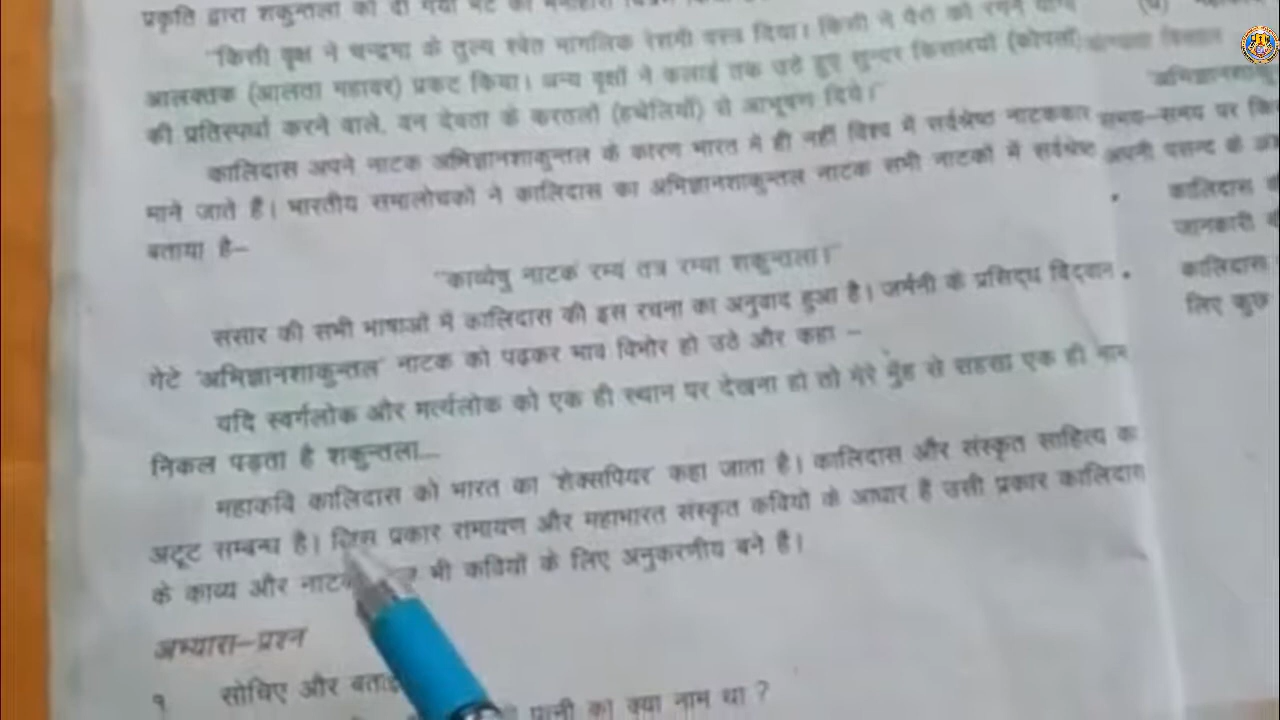 प्रकृति द्वारा शकुन्तला को दी गयी भेंट का मनोहारी चित्रण
"किसी वृक्ष ने चन्द्रमा के तुल्य श्वेत मांगलिक रेशमी वस्त्र दिया। किसी ने पैरों को रंगने योग्य
आलक्तक (आलता महावर) प्रकट किया। अन्य वृक्षों ने कलाई तक उठे हुए सुन्दर किसलयों (कोपलों)
की प्रतिस्पर्धा करने वाले, वन देवता के करतलों (हथेलियों) से आभूषण दिये।"
कालिदास अपने नाटक अभिज्ञानशाकुन्तल के कारण भारत में ही नहीं विश्व में सर्वश्रेष्ठ नाटककार
माने जाते हैं। भारतीय समालोचकों ने कालिदास का अभिज्ञानशाकुन्तल नाटक सभी नाटकों में सर्वश्रेष्ठ
बताया है–
"काव्येषु नाटकं रम्यं तत्र रम्या शकुन्तला।"
संसार की सभी भाषाओं में कालिदास की इस रचना का अनुवाद हुआ है। जर्मनी के प्रसिद्ध विद्वान
गेटे 'अभिज्ञानशाकुन्तल' नाटक को पढ़कर भाव विभोर हो उठे और कहा –
यदि स्वर्गलोक और मर्त्यलोक को एक ही स्थान पर देखना हो तो मेरे मुँह से सहसा एक ही नाम
निकल पड़ता है शकुन्तला...
महाकवि कालिदास को भारत का 'शेक्सपियर' कहा जाता है। कालिदास और संस्कृत साहित्य का
अटूट सम्बन्ध है। जिस प्रकार रामायण और महाभारत संस्कृत कवियों के आधार हैं उसी प्रकार कालिदास
के काव्य और नाटक भी कवियों के लिए अनुकरणीय बने हैं।
अभ्यास–प्रश्न
१ सोचिए और बताइ
पत्नी का क्या नाम था ?
समय–समय पर
अपनी पसन्द के
कालिदास
जानकारी
कालिदास
लिए कुछ